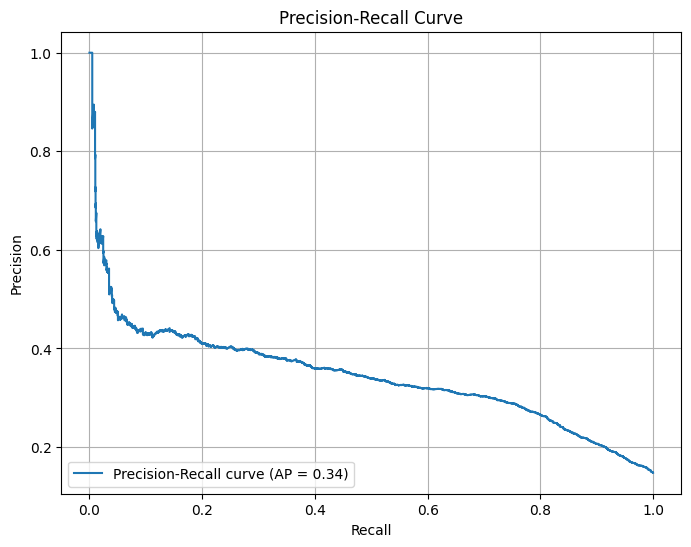 Precision-Recall Curve
1.0
0.8
0.6
0.4
0.2
Precision
Precision-Recall curve (AP = 0.34)
0.0 0.2 0.4 0.6 0.8 1.0
Recall